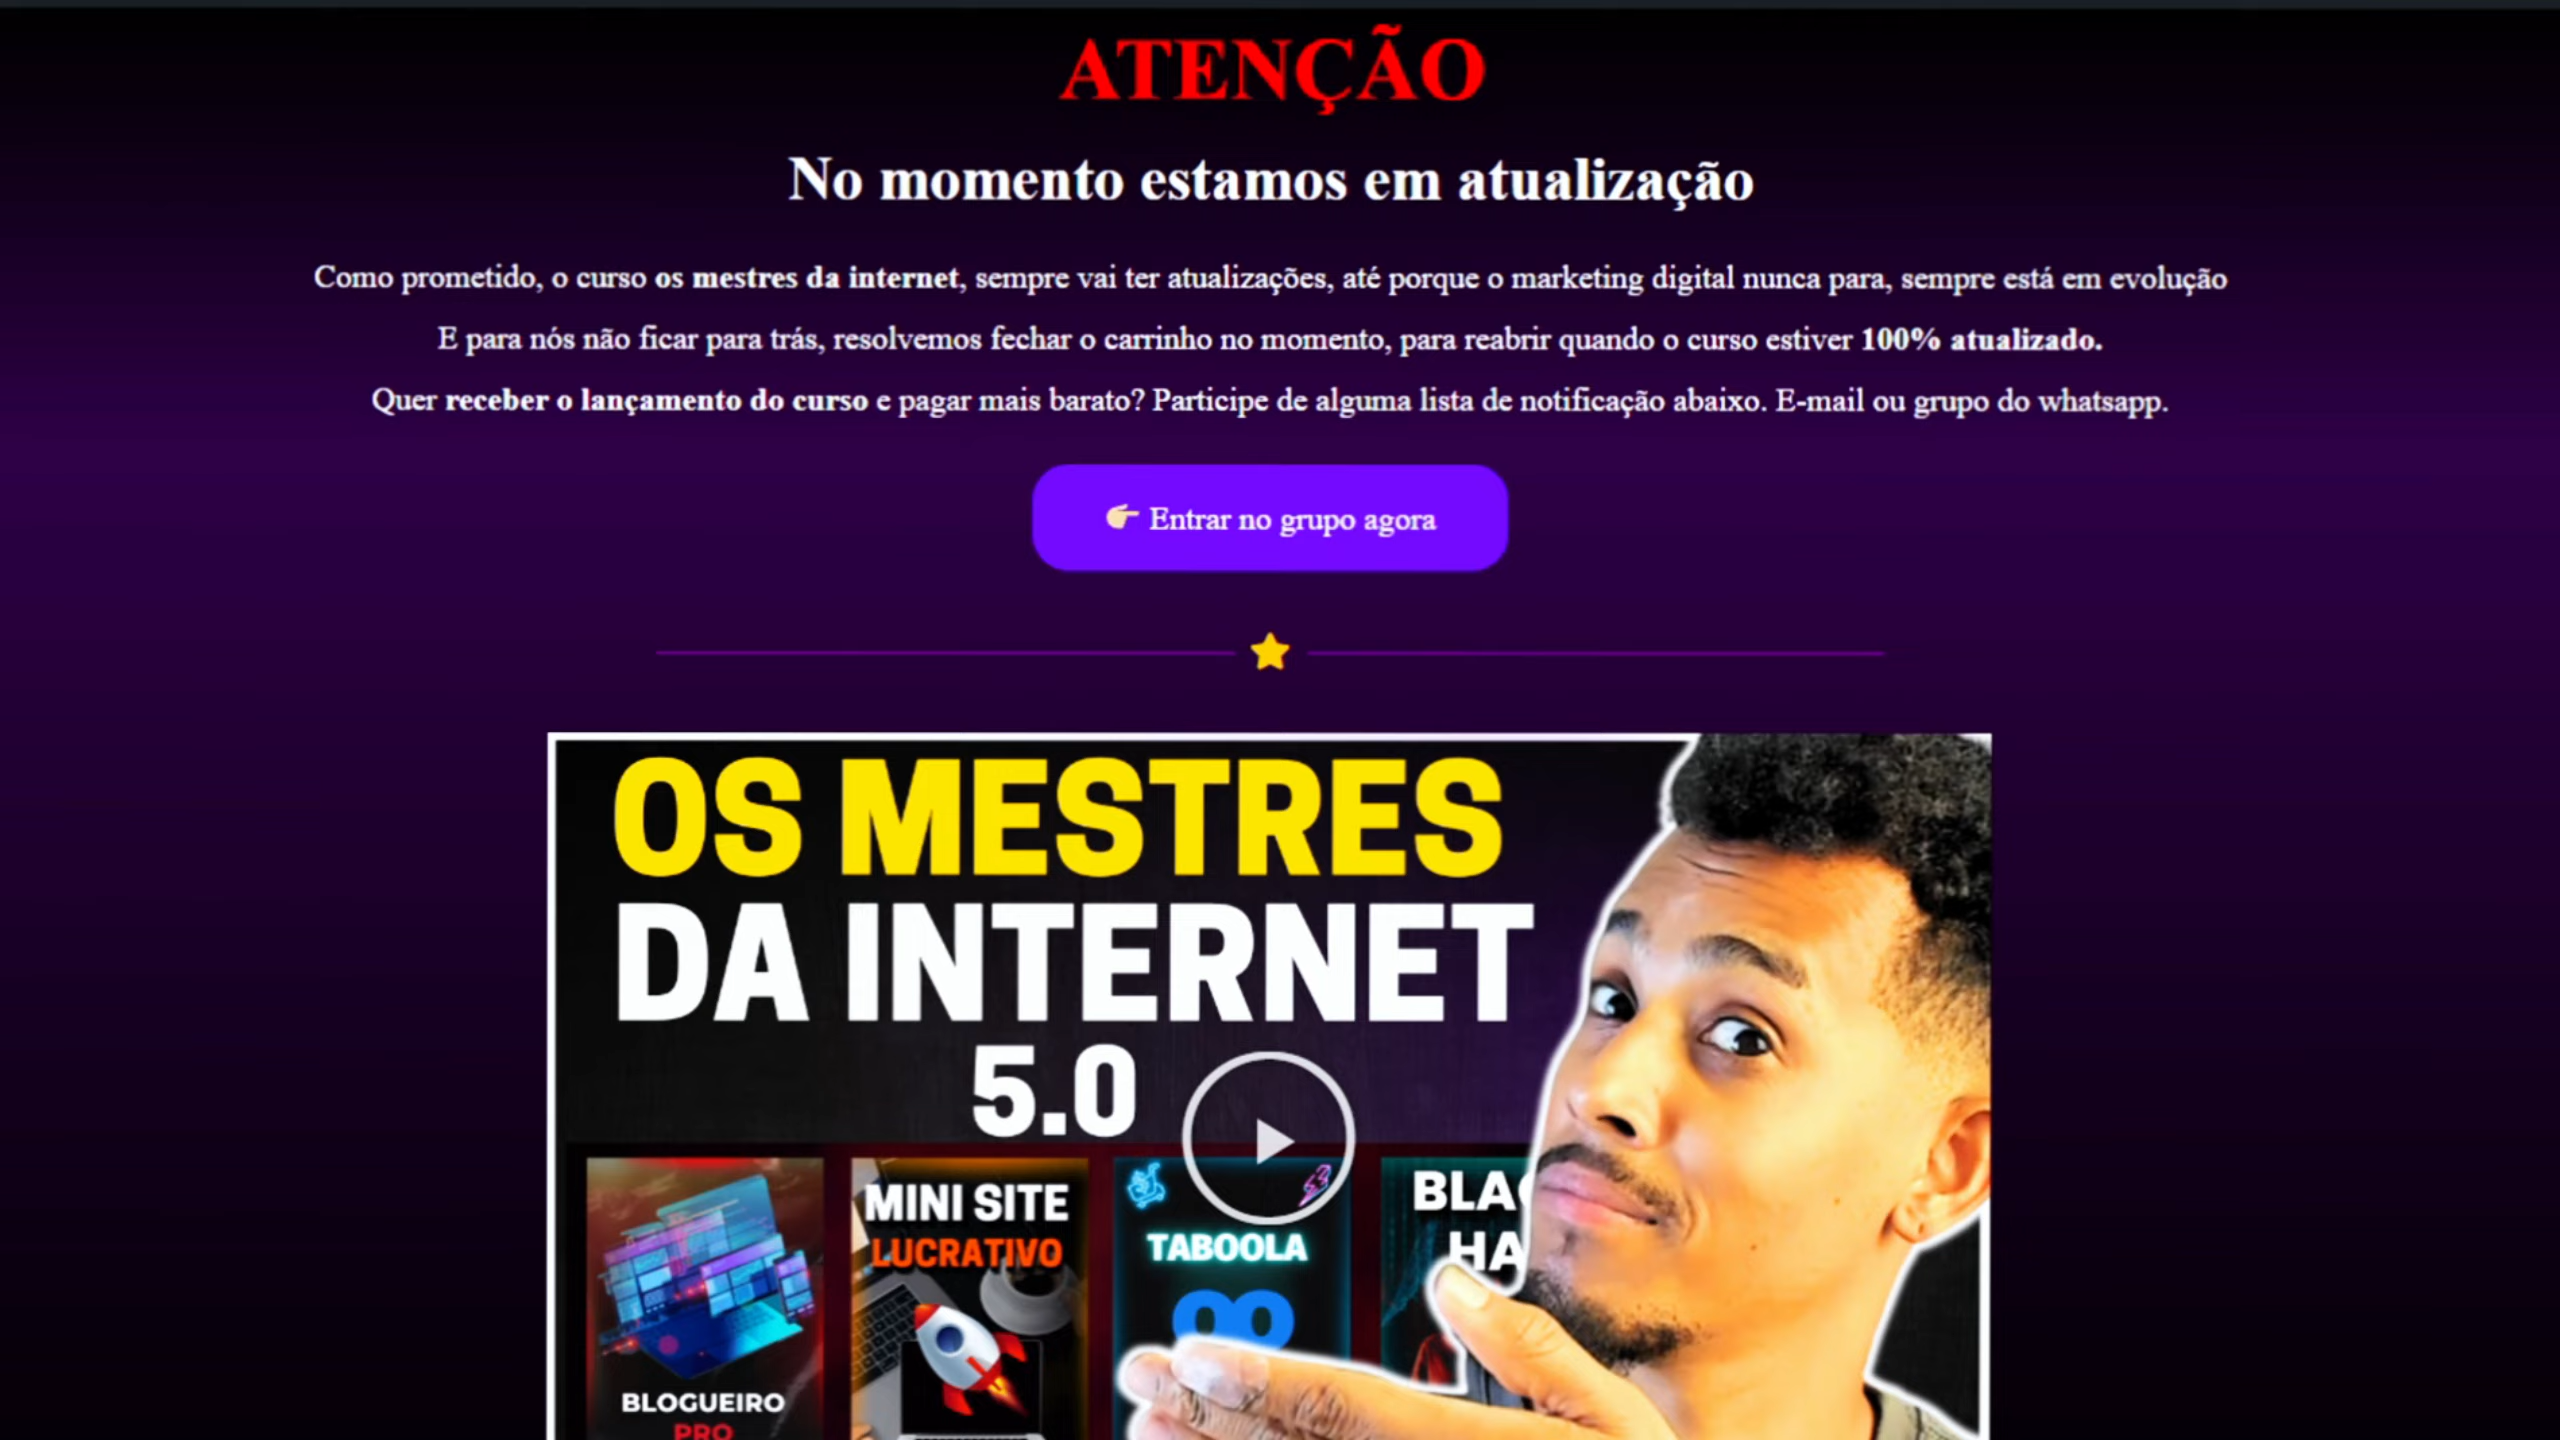 ATENÇÃO
No momento estamos em atualização
Como prometido, o curso os mestres da internet, sempre vai ter atualizações, até porque o marketing digital nunca para, sempre está em evolução
E para nós não ficar para trás, resolvemos fechar o carrinho no momento, para reabrir quando o curso estiver 100% atualizado.
Quer receber o lançamento do curso e pagar mais barato? Participe de alguma lista de notificação abaixo. E-mail ou grupo do whatsapp.
Entrar no grupo agora
OS MESTRES
DA INTERNET
5.0
MINI SITE
LUCRATIVO
TABOOLA
BLOGUEIRO
PRO